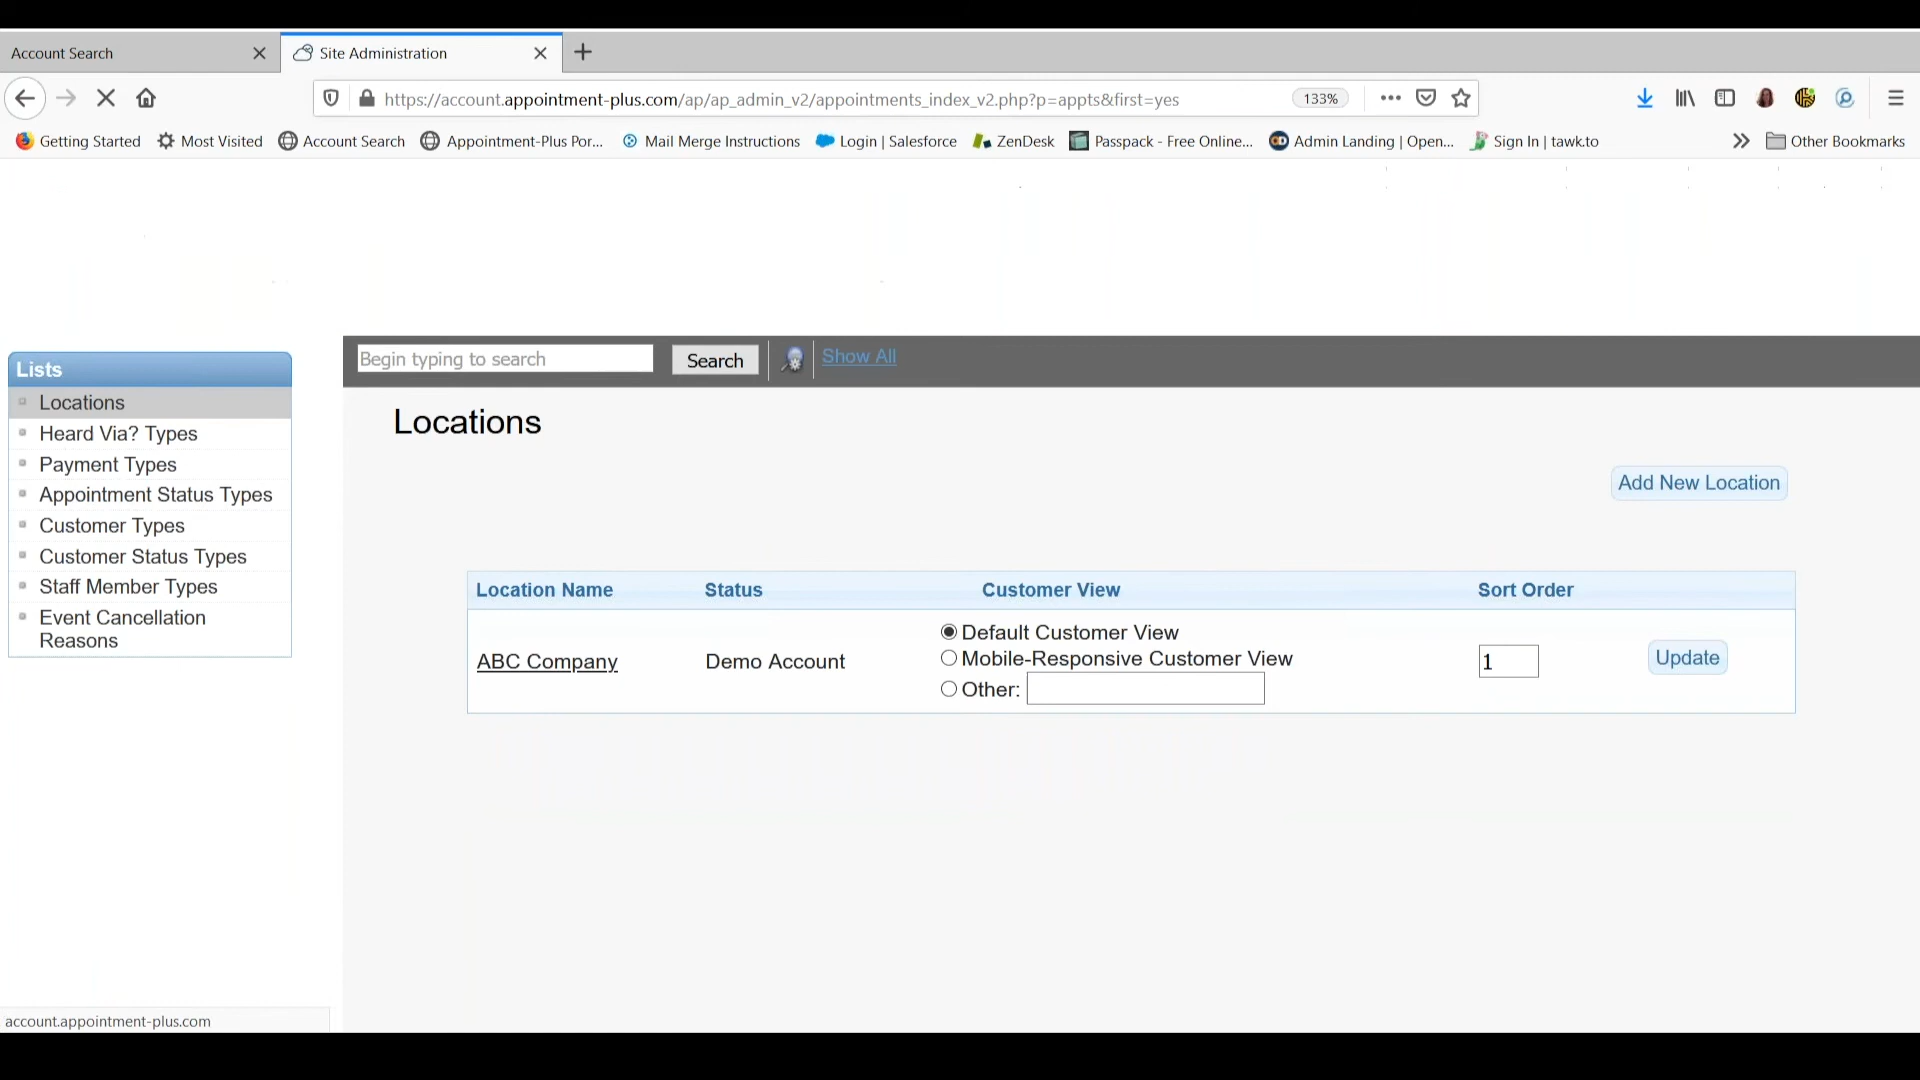 Account Search
Site Administration
https://account.appointment-plus.com/ap/ap_admin_v2/appointments_index_v2.php?p=appts&first=yes
133%
Getting Started
Most Visited
Account Search
Appointment-Plus Por...
Mail Merge Instructions
Login | Salesforce
ZenDesk
Passpack - Free Online...
Admin Landing | Open...
Sign In | tawk.to
Other Bookmarks
Lists
Locations
Heard Via? Types
Payment Types
Appointment Status Types
Customer Types
Customer Status Types
Staff Member Types
Event Cancellation
Reasons
Begin typing to search
Search
Show All
Locations
Add New Location
Location Name
Status
Customer View
Sort Order
ABC Company
Demo Account
Default Customer View
Mobile-Responsive Customer View
Other:
1
Update
account.appointment-plus.com